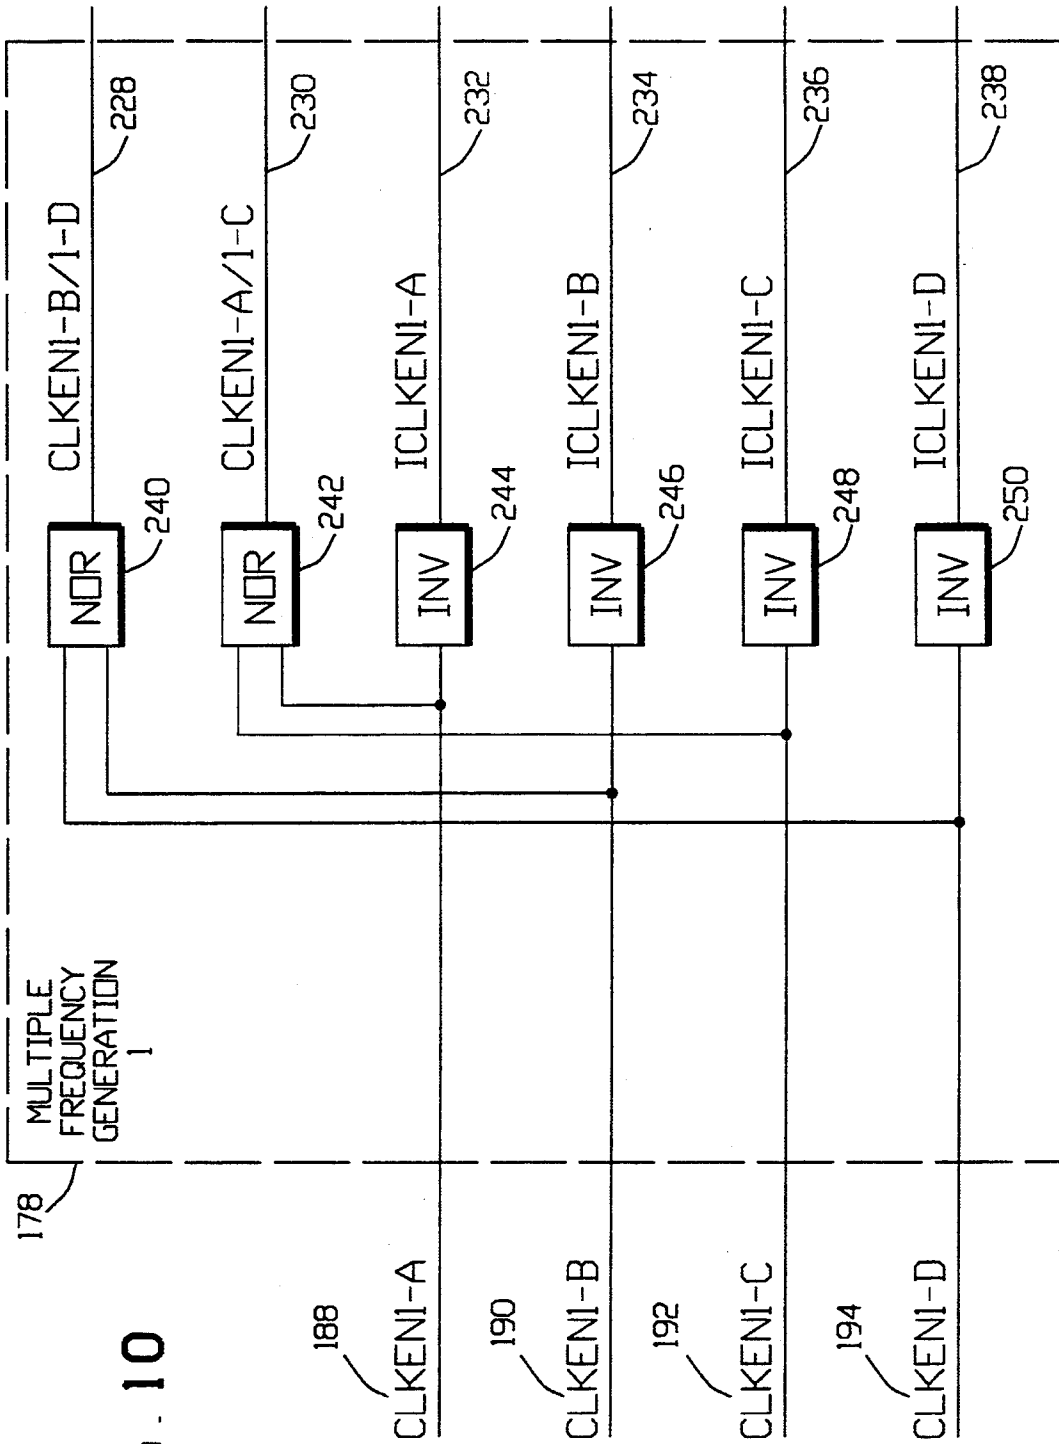 178
MULTIPLE
FREQUENCY
GENERATION
1
CLKEN1-B/1-D
228
NOR
240
CLKEN1-A/1-C
230
NOR
242
188
CLKEN1-A
INV
244
ICLKEN1-A
232
190
CLKEN1-B
INV
246
ICLKEN1-B
234
192
CLKEN1-C
INV
248
ICLKEN1-C
236
194
CLKEN1-D
INV
250
ICLKEN1-D
238
10